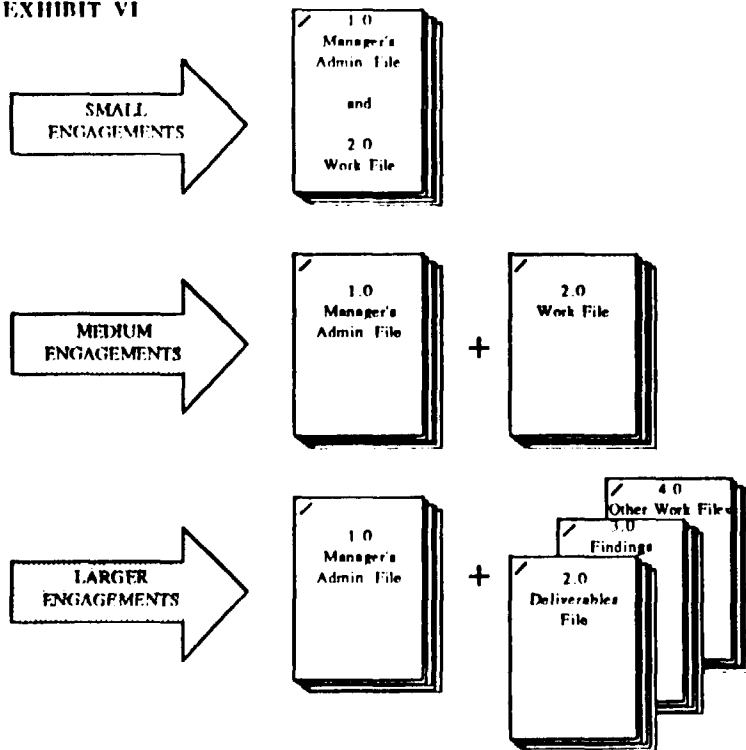 EXHIBIT VI
1.0
Manager's
Admin File
and
2.0
Work File
SMALL
ENGAGEMENTS
1.0
Manager's
Admin File
+
2.0
Work File
MEDIUM
ENGAGEMENTS
1.0
Manager's
Admin File
+
4.0
Other Work Files
3.0
Findings
2.0
Deliverables
File
LARGER
ENGAGEMENTS